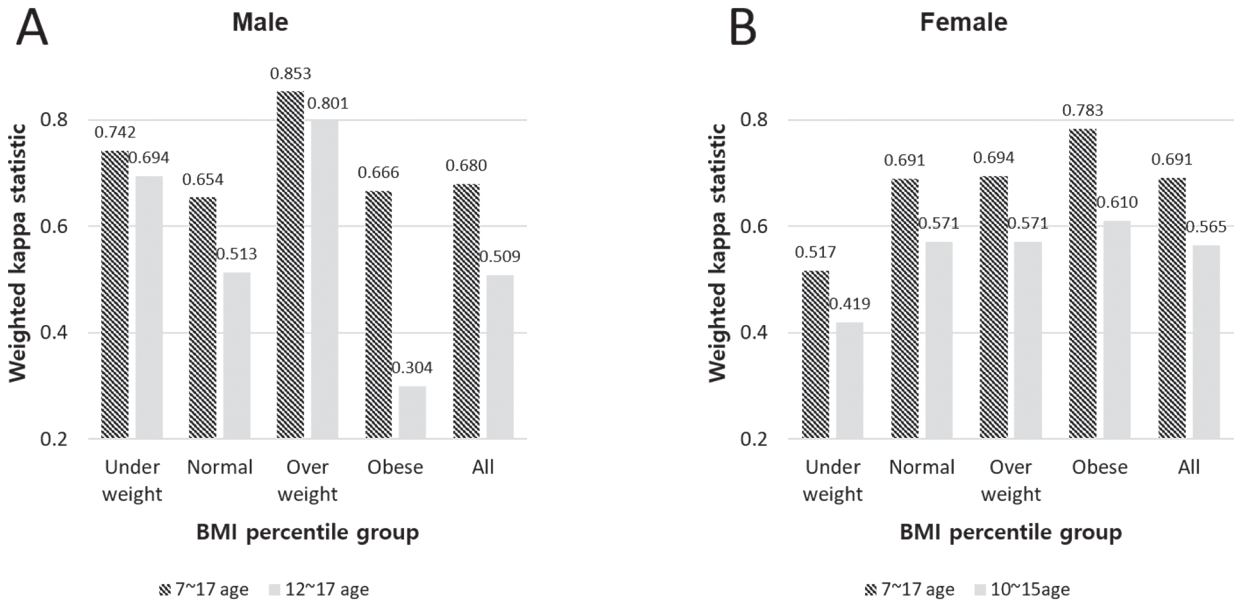 A
Male
Weighted kappa statistic
0.8
0.6
0.4
0.2
0.742
0.694
0.654
0.513
0.853
0.801
0.666
0.304
0.680
0.509
Under
weight
Normal
Over
weight
Obese
All
BMI percentile group
7~17 age
12~17 age
B
Female
Weighted kappa statistic
0.8
0.6
0.4
0.2
0.517
0.419
0.691
0.571
0.694
0.571
0.783
0.610
0.691
0.565
Under
weight
Normal
Over
weight
Obese
All
BMI percentile group
7~17 age
10~15age